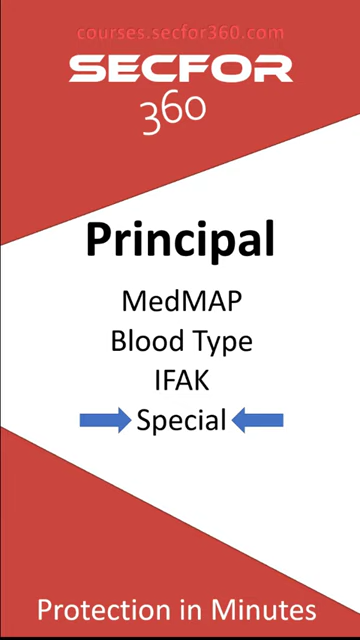 courses.secfor360.com
SECFOR
360
Principal
MedMAP
Blood Type
IFAK
Special
Protection in Minutes